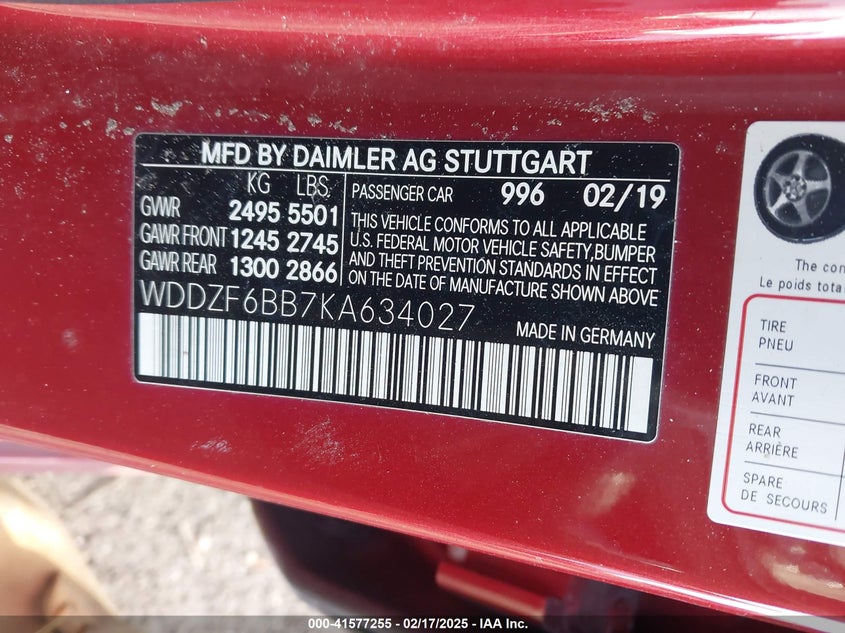 MFD BY DAIMLER AG STUTTGART
KG LBS
GVWR 2495 5501
GAWR FRONT 1245 2745
GAWR REAR 1300 2866
PASSENGER CAR 996 02/19
THIS VEHICLE CONFORMS TO ALL APPLICABLE
U.S. FEDERAL MOTOR VEHICLE SAFETY,BUMPER
AND THEFT PREVENTION STANDARDS IN EFFECT
ON THE DATE OF MANUFACTURE SHOWN ABOVE
WDDZF6BB7KA634027
MADE IN GERMANY
The con
Le poids tota
TIRE
PNEU
FRONT
AVANT
REAR
ARRIÈRE
SPARE
DE SECOURS
000-41577255 - 02/17/2025 - IAA Inc.